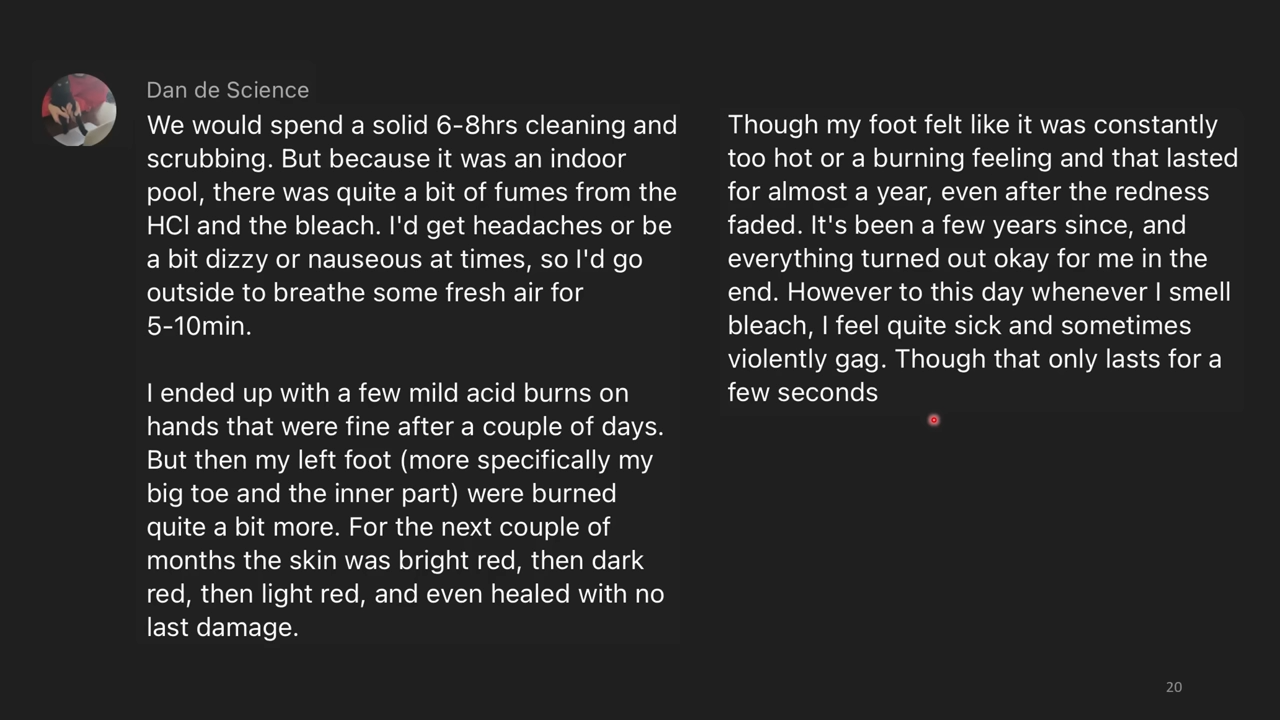 Dan de Science
We would spend a solid 6-8hrs cleaning and
scrubbing. But because it was an indoor
pool, there was quite a bit of fumes from the
HCl and the bleach. I'd get headaches or be
a bit dizzy or nauseous at times, so I'd go
outside to breathe some fresh air for
5-10min.
I ended up with a few mild acid burns on
hands that were fine after a couple of days.
But then my left foot (more specifically my
big toe and the inner part) were burned
quite a bit more. For the next couple of
months the skin was bright red, then dark
red, then light red, and even healed with no
last damage.
Though my foot felt like it was constantly
too hot or a burning feeling and that lasted
for almost a year, even after the redness
faded. It's been a few years since, and
everything turned out okay for me in the
end. However to this day whenever I smell
bleach, I feel quite sick and sometimes
violently gag. Though that only lasts for a
few seconds
20